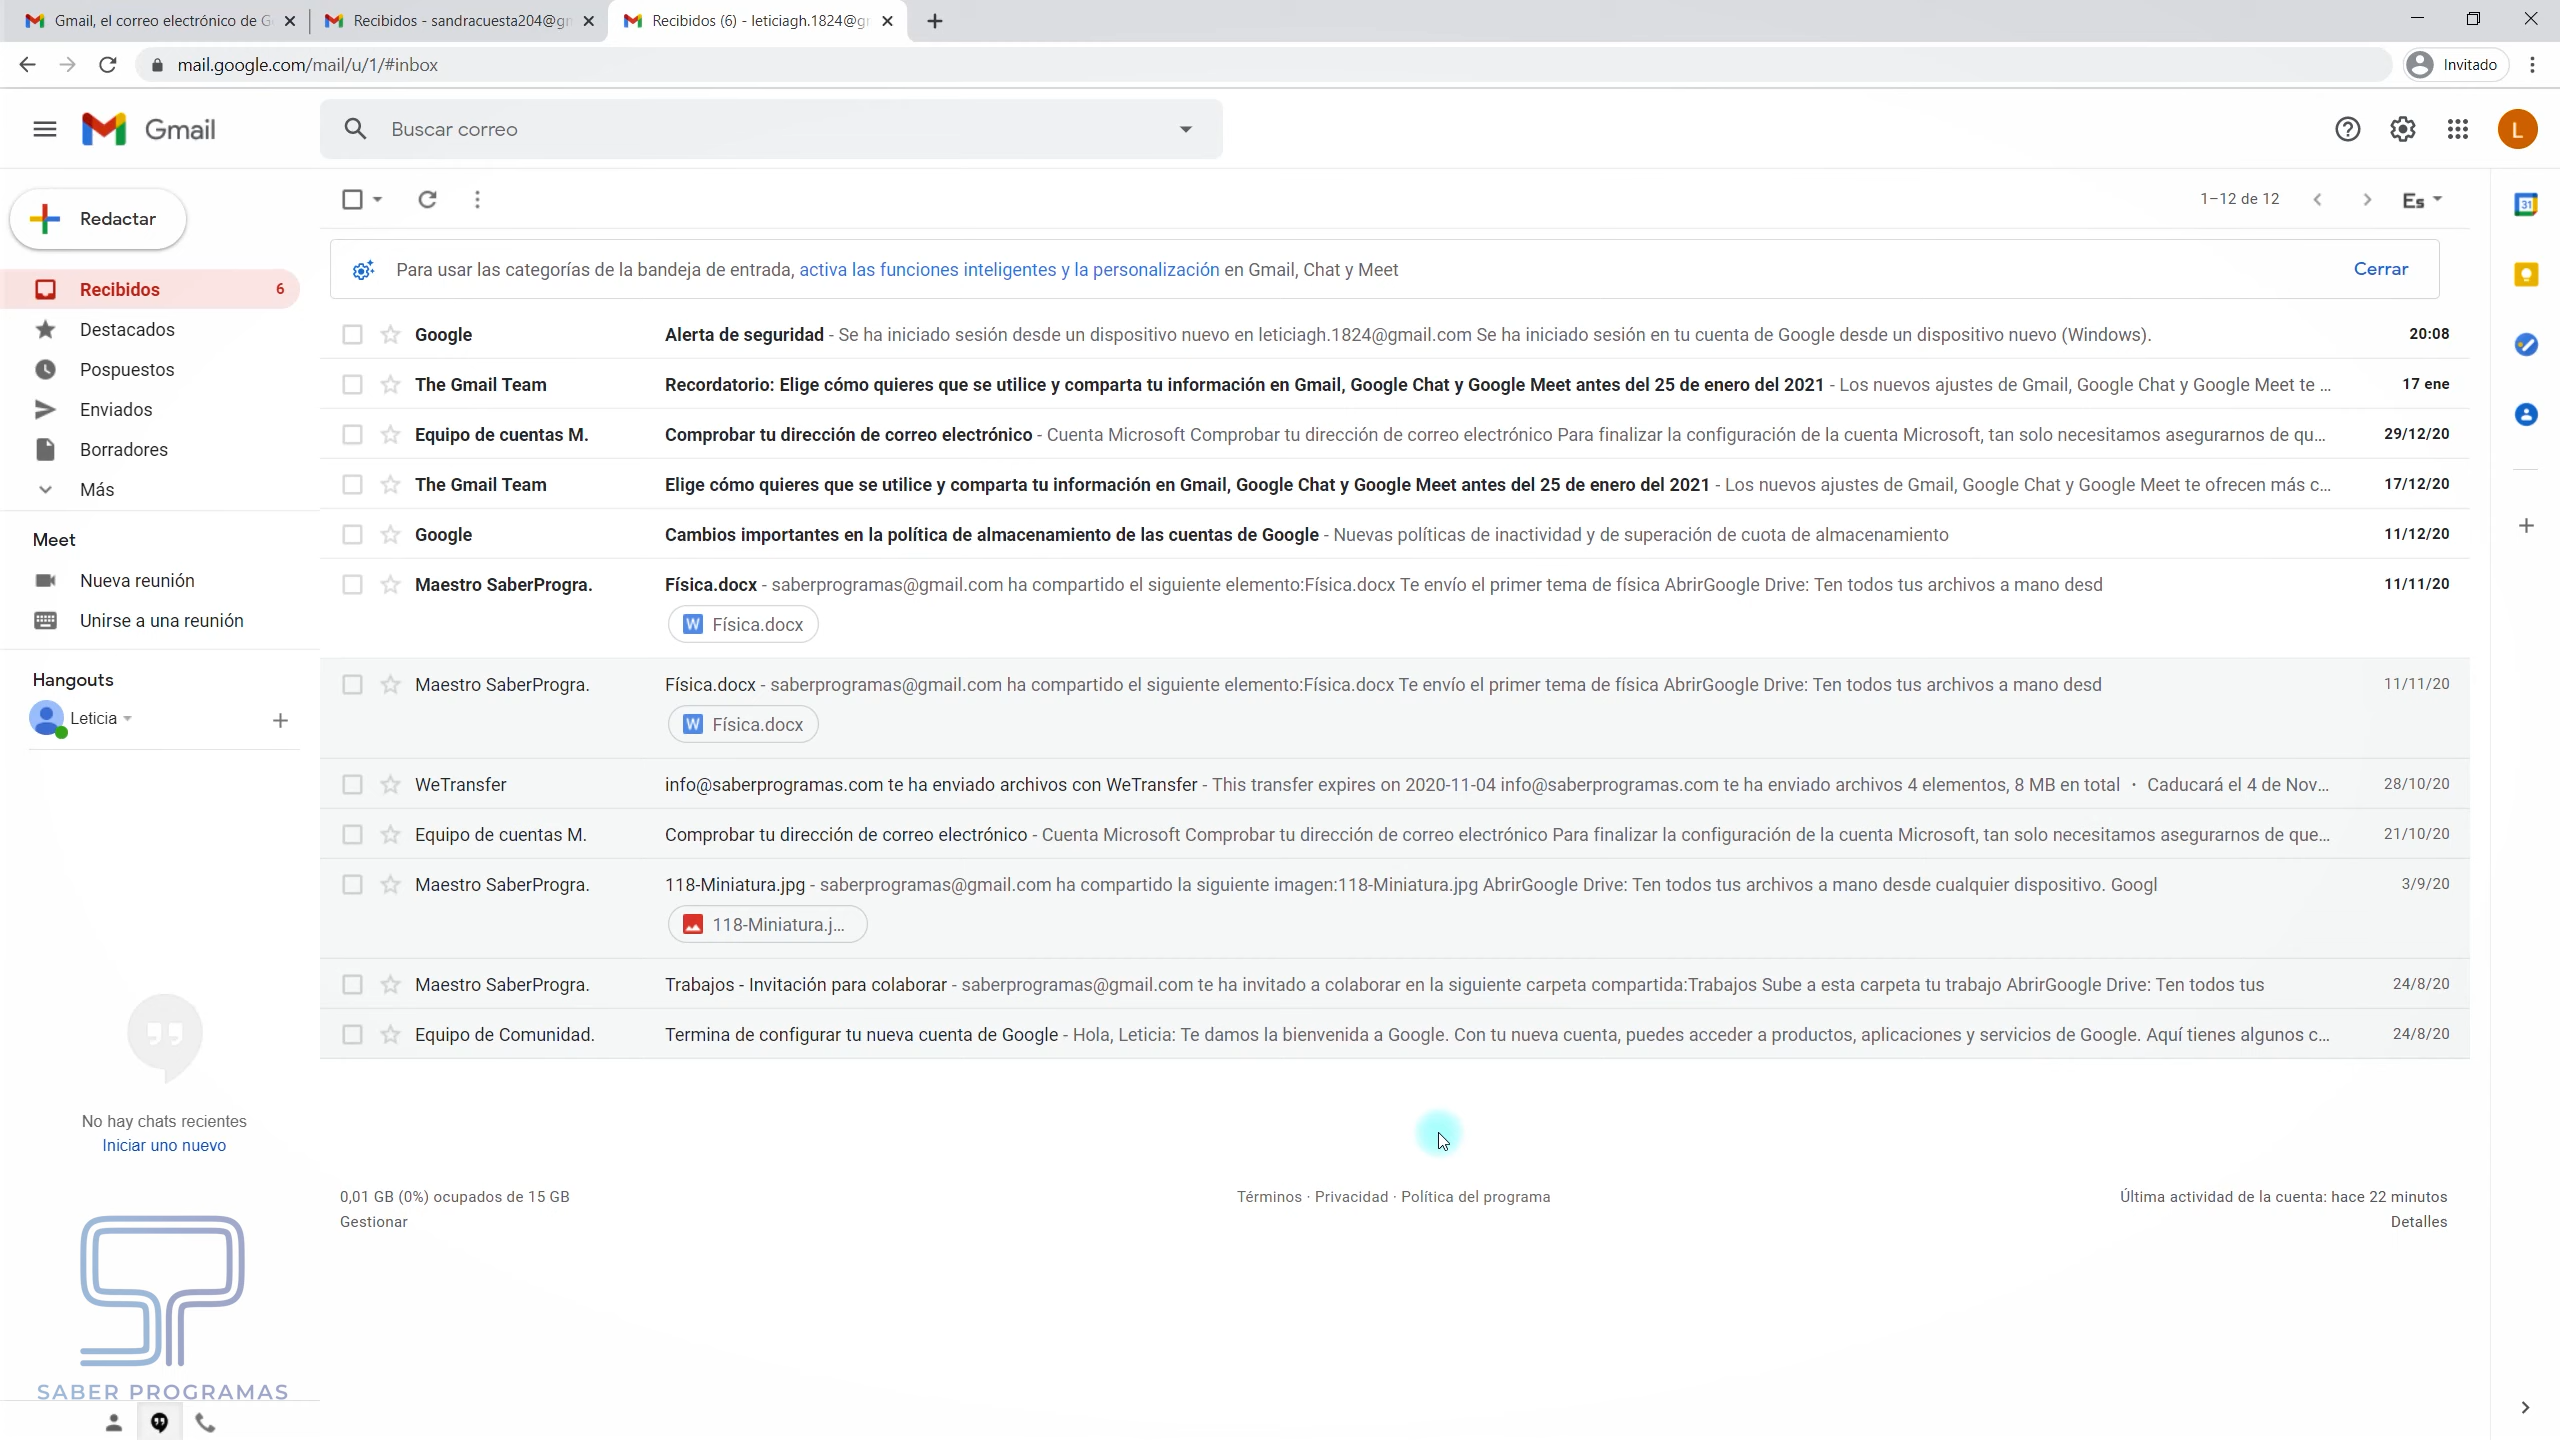 Gmail, el correo electrónico de G
Recibidos - sandracuesta204@gm
Recibidos (6) - leticiagh.1824@gm
mail.google.com/mail/u/1/#inbox
Invitado
Gmail
Buscar correo
L
Redactar
1–12 de 12
Es
31
Para usar las categorías de la bandeja de entrada, activa las funciones inteligentes y la personalización en Gmail, Chat y Meet
Cerrar
Recibidos 6
Destacados
Pospuestos
Enviados
Borradores
Más
Meet
Nueva reunión
Unirse a una reunión
Hangouts
Leticia
No hay chats recientes
Iniciar uno nuevo
SABER PROGRAMAS
Google Alerta de seguridad - Se ha iniciado sesión desde un dispositivo nuevo en leticiagh.1824@gmail.com Se ha iniciado sesión en tu cuenta de Google desde un dispositivo nuevo (Windows). 20:08
The Gmail Team Recordatorio: Elige cómo quieres que se utilice y comparta tu información en Gmail, Google Chat y Google Meet antes del 25 de enero del 2021 - Los nuevos ajustes de Gmail, Google Chat y Google Meet te ... 17 ene
Equipo de cuentas M. Comprobar tu dirección de correo electrónico - Cuenta Microsoft Comprobar tu dirección de correo electrónico Para finalizar la configuración de la cuenta Microsoft, tan solo necesitamos asegurarnos de qu... 29/12/20
The Gmail Team Elige cómo quieres que se utilice y comparta tu información en Gmail, Google Chat y Google Meet antes del 25 de enero del 2021 - Los nuevos ajustes de Gmail, Google Chat y Google Meet te ofrecen más c... 17/12/20
Google Cambios importantes en la política de almacenamiento de las cuentas de Google - Nuevas políticas de inactividad y de superación de cuota de almacenamiento 11/12/20
Maestro SaberProgra. Física.docx - saberprogramas@gmail.com ha compartido el siguiente elemento:Física.docx Te envío el primer tema de física AbrirGoogle Drive: Ten todos tus archivos a mano desd 11/11/20
W Física.docx
Maestro SaberProgra. Física.docx - saberprogramas@gmail.com ha compartido el siguiente elemento:Física.docx Te envío el primer tema de física AbrirGoogle Drive: Ten todos tus archivos a mano desd 11/11/20
W Física.docx
WeTransfer info@saberprogramas.com te ha enviado archivos con WeTransfer - This transfer expires on 2020-11-04 info@saberprogramas.com te ha enviado archivos 4 elementos, 8 MB en total · Caducará el 4 de Nov... 28/10/20
Equipo de cuentas M. Comprobar tu dirección de correo electrónico - Cuenta Microsoft Comprobar tu dirección de correo electrónico Para finalizar la configuración de la cuenta Microsoft, tan solo necesitamos asegurarnos de que... 21/10/20
Maestro SaberProgra. 118-Miniatura.jpg - saberprogramas@gmail.com ha compartido la siguiente imagen:118-Miniatura.jpg AbrirGoogle Drive: Ten todos tus archivos a mano desde cualquier dispositivo. Googl 3/9/20
118-Miniatura.j...
Maestro SaberProgra. Trabajos - Invitación para colaborar - saberprogramas@gmail.com te ha invitado a colaborar en la siguiente carpeta compartida:Trabajos Sube a esta carpeta tu trabajo AbrirGoogle Drive: Ten todos tus 24/8/20
Equipo de Comunidad. Termina de configurar tu nueva cuenta de Google - Hola, Leticia: Te damos la bienvenida a Google. Con tu nueva cuenta, puedes acceder a productos, aplicaciones y servicios de Google. Aquí tienes algunos c... 24/8/20
0,01 GB (0%) ocupados de 15 GB
Gestionar
Términos · Privacidad · Política del programa
Última actividad de la cuenta: hace 22 minutos
Detalles